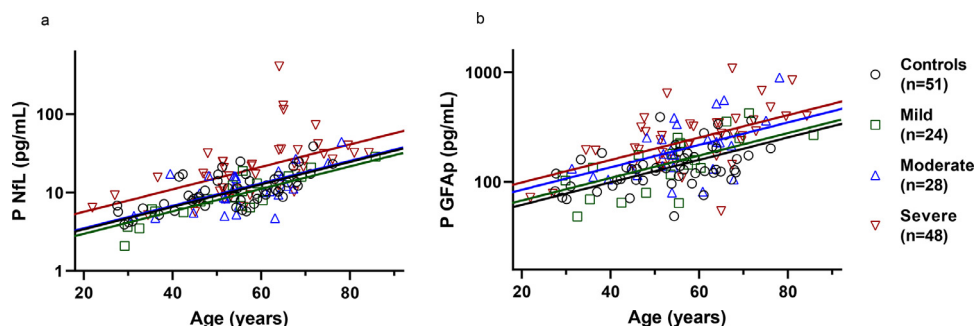 a
P NfL (pg/mL)
100
10
1
20
40
60
80
Age (years)
b
P GFAp (pg/mL)
1000
100
20
40
60
80
Age (years)
Controls
(n=51)
Mild
(n=24)
Moderate
(n=28)
Severe
(n=48)